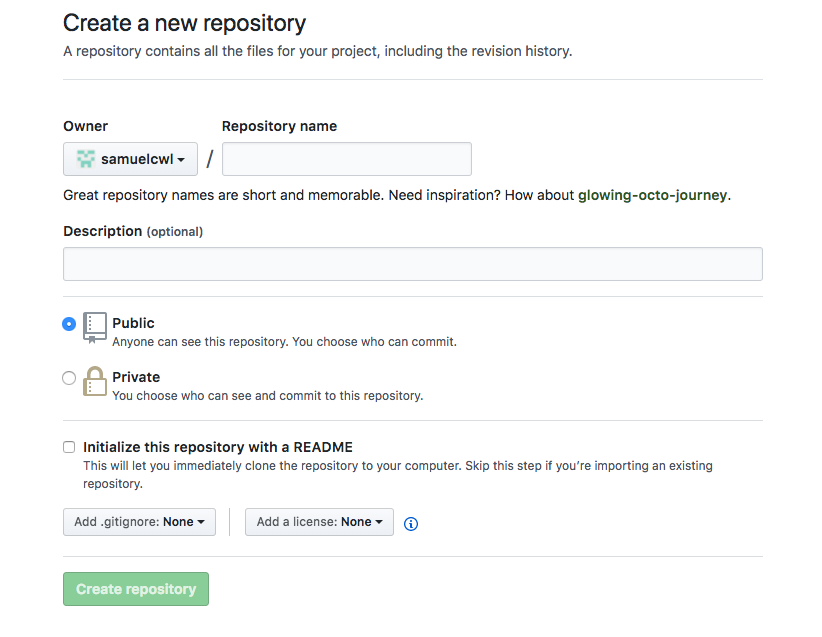 Create a new repository
A repository contains all the files for your project, including the revision history.
Owner
Repository name
samuelcwl
/
Great repository names are short and memorable. Need inspiration? How about glowing-octo-journey.
Description (optional)
Public
Anyone can see this repository. You choose who can commit.
Private
You choose who can see and commit to this repository.
Initialize this repository with a README
This will let you immediately clone the repository to your computer. Skip this step if you’re importing an existing
repository.
Add .gitignore: None
Add a license: None
Create repository